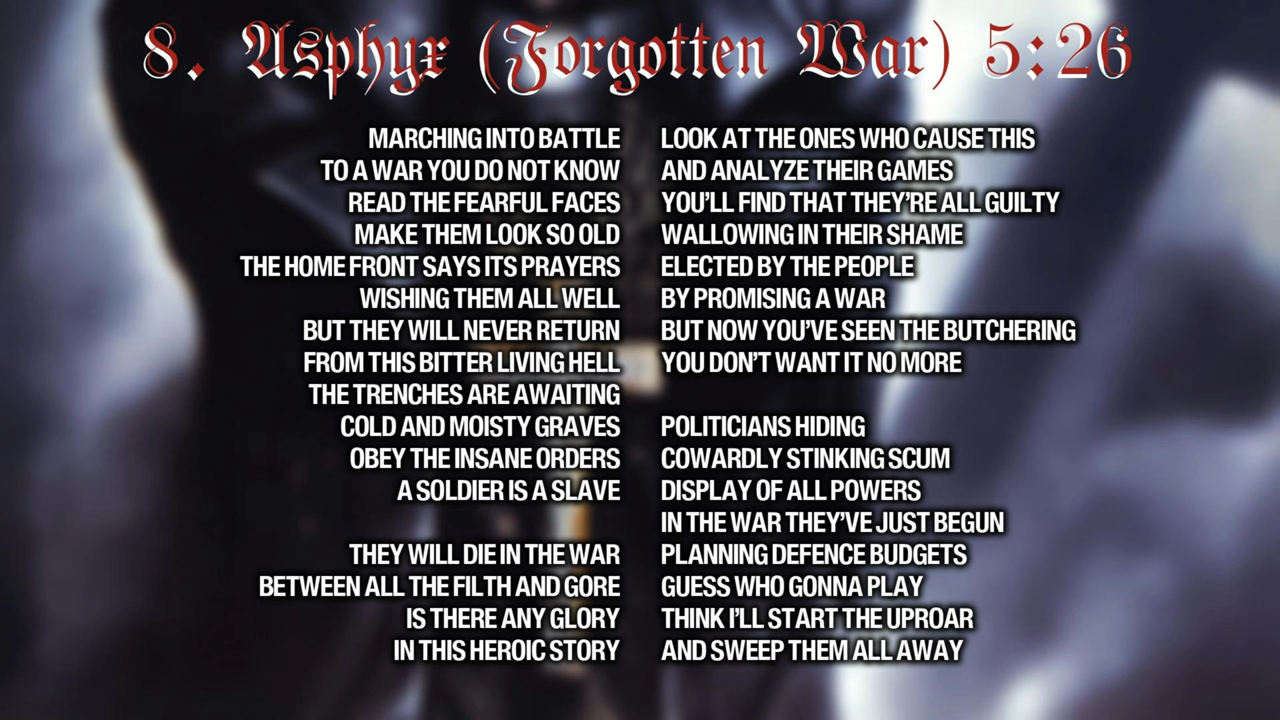 8. Asphyx (Forgotten War) 5:26
MARCHING INTO BATTLE
TO A WAR YOU DO NOT KNOW
READ THE FEARFUL FACES
MAKE THEM LOOK SO OLD
THE HOME FRONT SAYS ITS PRAYERS
WISHING THEM ALL WELL
BUT THEY WILL NEVER RETURN
FROM THIS BITTER LIVING HELL
THE TRENCHES ARE AWAITING
COLD AND MOISTY GRAVES
OBEY THE INSANE ORDERS
A SOLDIER IS A SLAVE
THEY WILL DIE IN THE WAR
BETWEEN ALL THE FILTH AND GORE
IS THERE ANY GLORY
IN THIS HEROIC STORY
LOOK AT THE ONES WHO CAUSE THIS
AND ANALYZE THEIR GAMES
YOU'LL FIND THAT THEY'RE ALL GUILTY
WALLOWING IN THEIR SHAME
ELECTED BY THE PEOPLE
BY PROMISING A WAR
BUT NOW YOU'VE SEEN THE BUTCHERING
YOU DON'T WANT IT NO MORE
POLITICIANS HIDING
COWARDLY STINKING SCUM
DISPLAY OF ALL POWERS
IN THE WAR THEY'VE JUST BEGUN
PLANNING DEFENCE BUDGETS
GUESS WHO GONNA PLAY
THINK I'LL START THE UPROAR
AND SWEEP THEM ALL AWAY